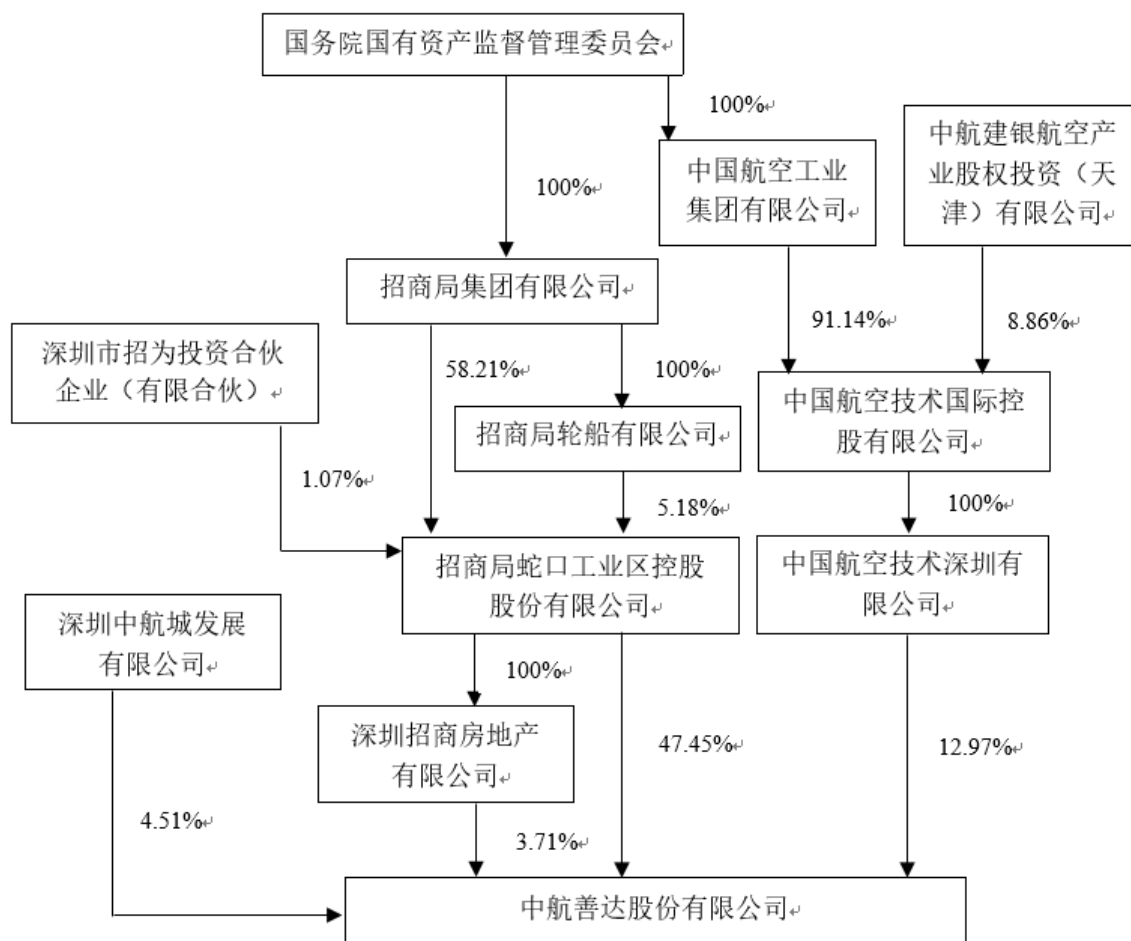 国务院国有资产监督管理委员会
100%
100%
中国航空工业
集团有限公司
中航建银航空产
业股权投资（天
津）有限公司
招商局集团有限公司
91.14%
8.86%
深圳市招为投资合伙
企业（有限合伙）
58.21%
100%
中国航空技术国际控
股有限公司
招商局轮船有限公司
1.07%
5.18%
100%
招商局蛇口工业区控股
股份有限公司
中国航空技术深圳有
限公司
深圳中航城发展
有限公司
100%
深圳招商房地产
有限公司
47.45%
12.97%
4.51%
3.71%
中航善达股份有限公司